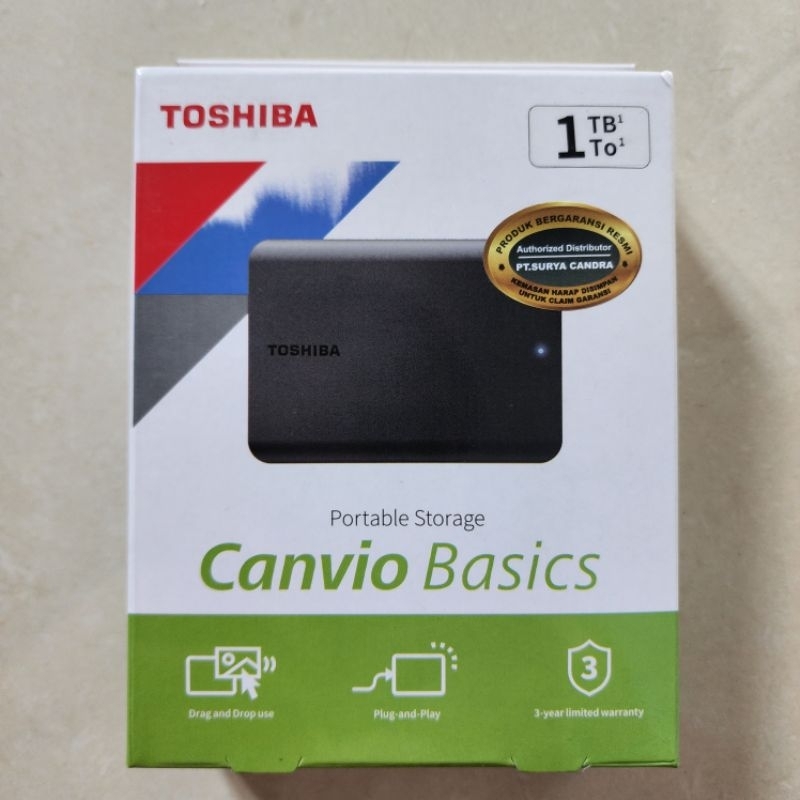 TOSHIBA
1 TB¹
To¹
PRODUK BERGARANSI RESMI
Authorized Distributor
PT.SURYA CANDRA
KEMASAN HARAP DISIMPAN
UNTUK CLAIM GARANSI
TOSHIBA
Portable Storage
Canvio Basics
3
Drag and Drop use
Plug-and-Play
3-year limited warranty